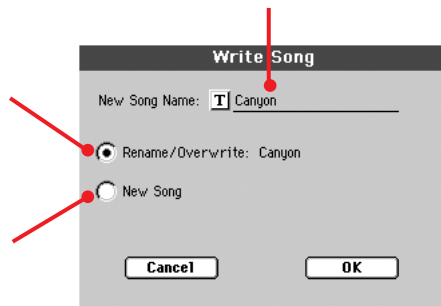 Write Song
New Song Name: T Canyon
Rename/Overwrite: Canyon
New Song
Cancel OK